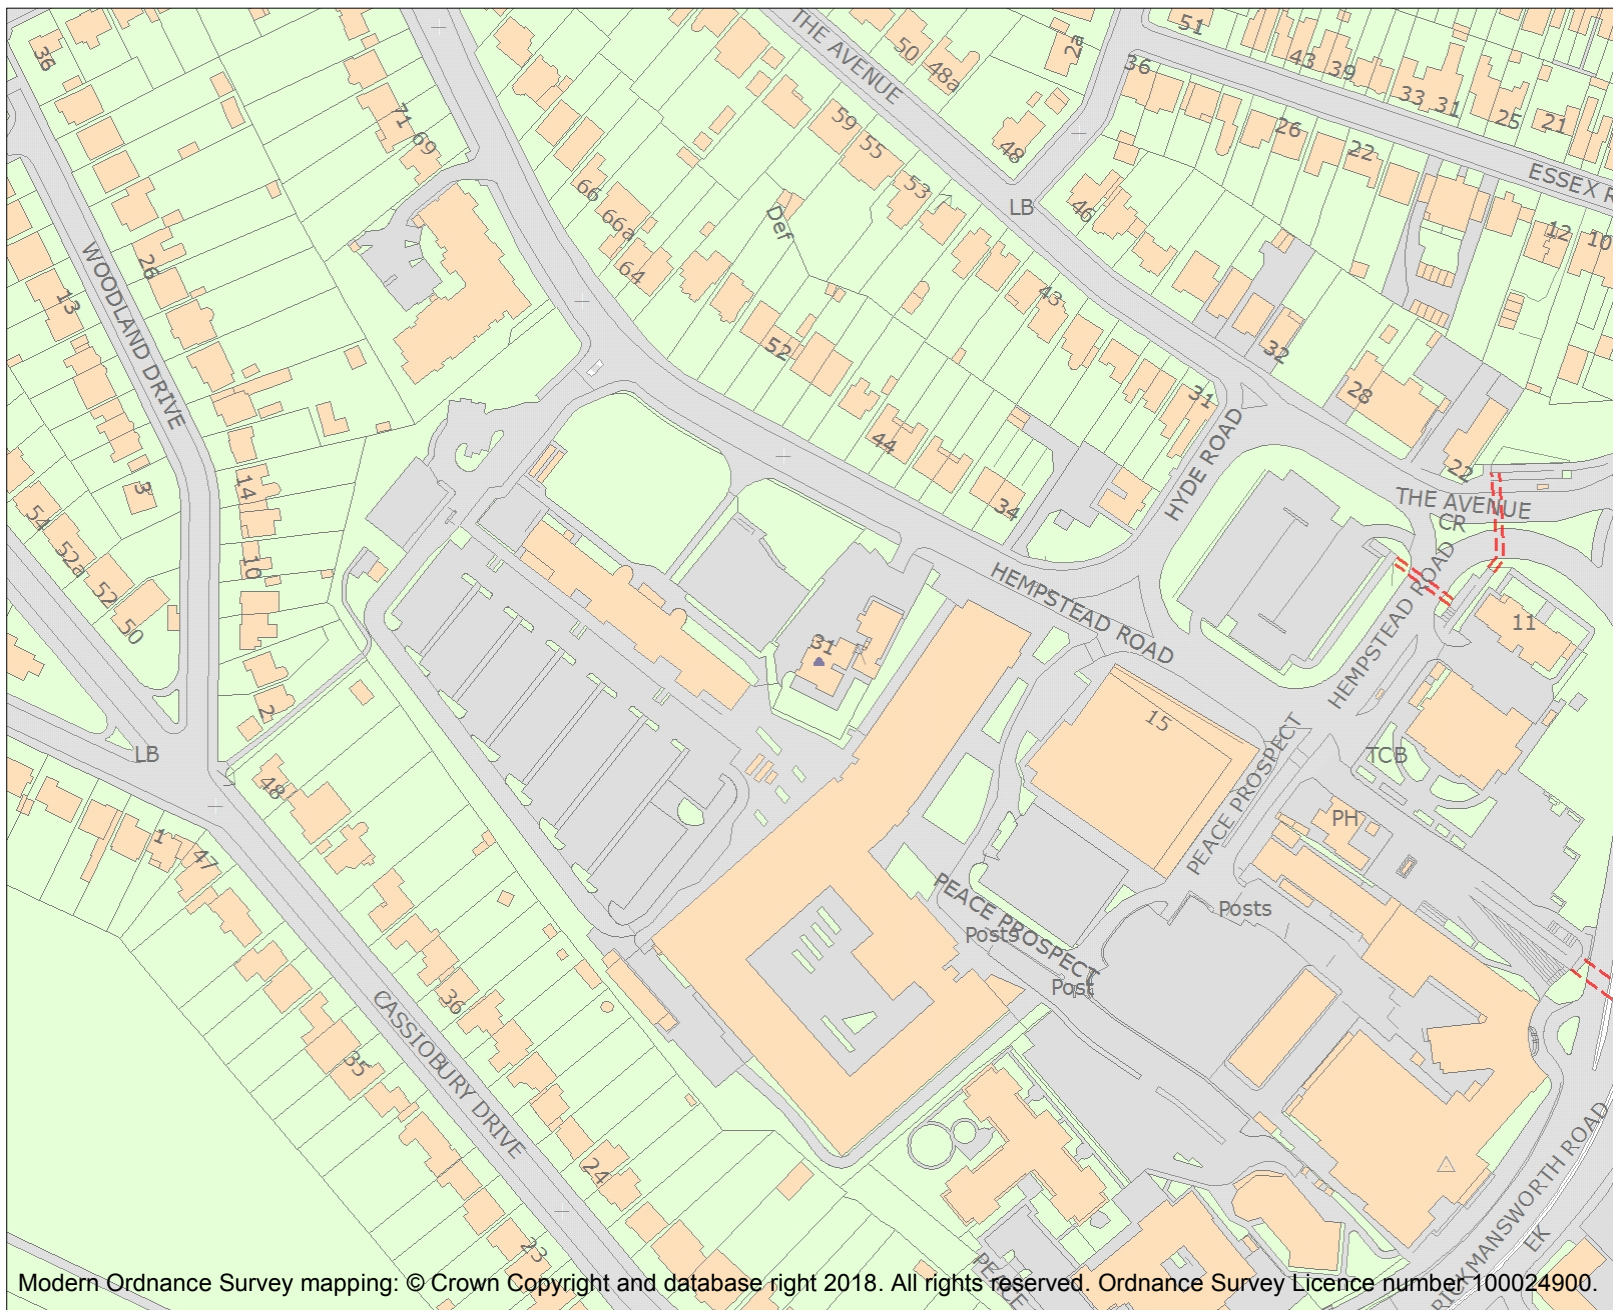 36
THE AVENUE
50
48a
2a
51
36
43
39
33
31
25
21
71
69
59
55
48
26
22
ESSEX R
66
66a
64
53
LB
46
12
10
Def
WOODLAND DRIVE
26
13
43
32
52
31
28
44
HYDE ROAD
22
3
14
34
THE AVENUE
CR
54
52a
52
50
10
HEMPSTEAD ROAD
HEMPSTEAD ROAD
11
31
2
15
LB
48
PEACE PROSPECT
TCB
PH
1
47
PEACE PROSPECT
Posts
Posts
Post
36
CASSIOBURY DRIVE
35
24
23
RICKMANSWORTH ROAD
EK
PEACE
Modern Ordnance Survey mapping: © Crown Copyright and database right 2018. All rights reserved. Ordnance Survey Licence number 100024900.